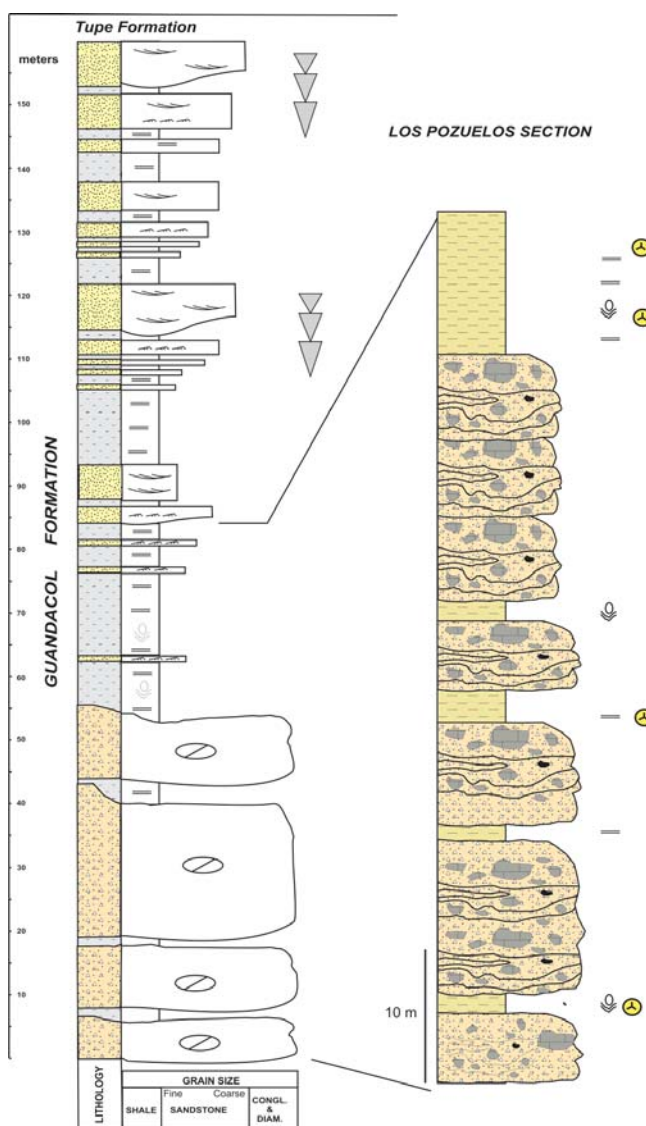 Tupe Formation
meters
150
140
130
120
110
100
90
80
70
60
50
40
30
20
10
GUANDACOL FORMATION
LOS POZUELOS SECTION
10 m
LITHOLOGY
GRAIN SIZE
Fine Coarse
SHALE SANDSTONE
CONGL.
&
DIAM.